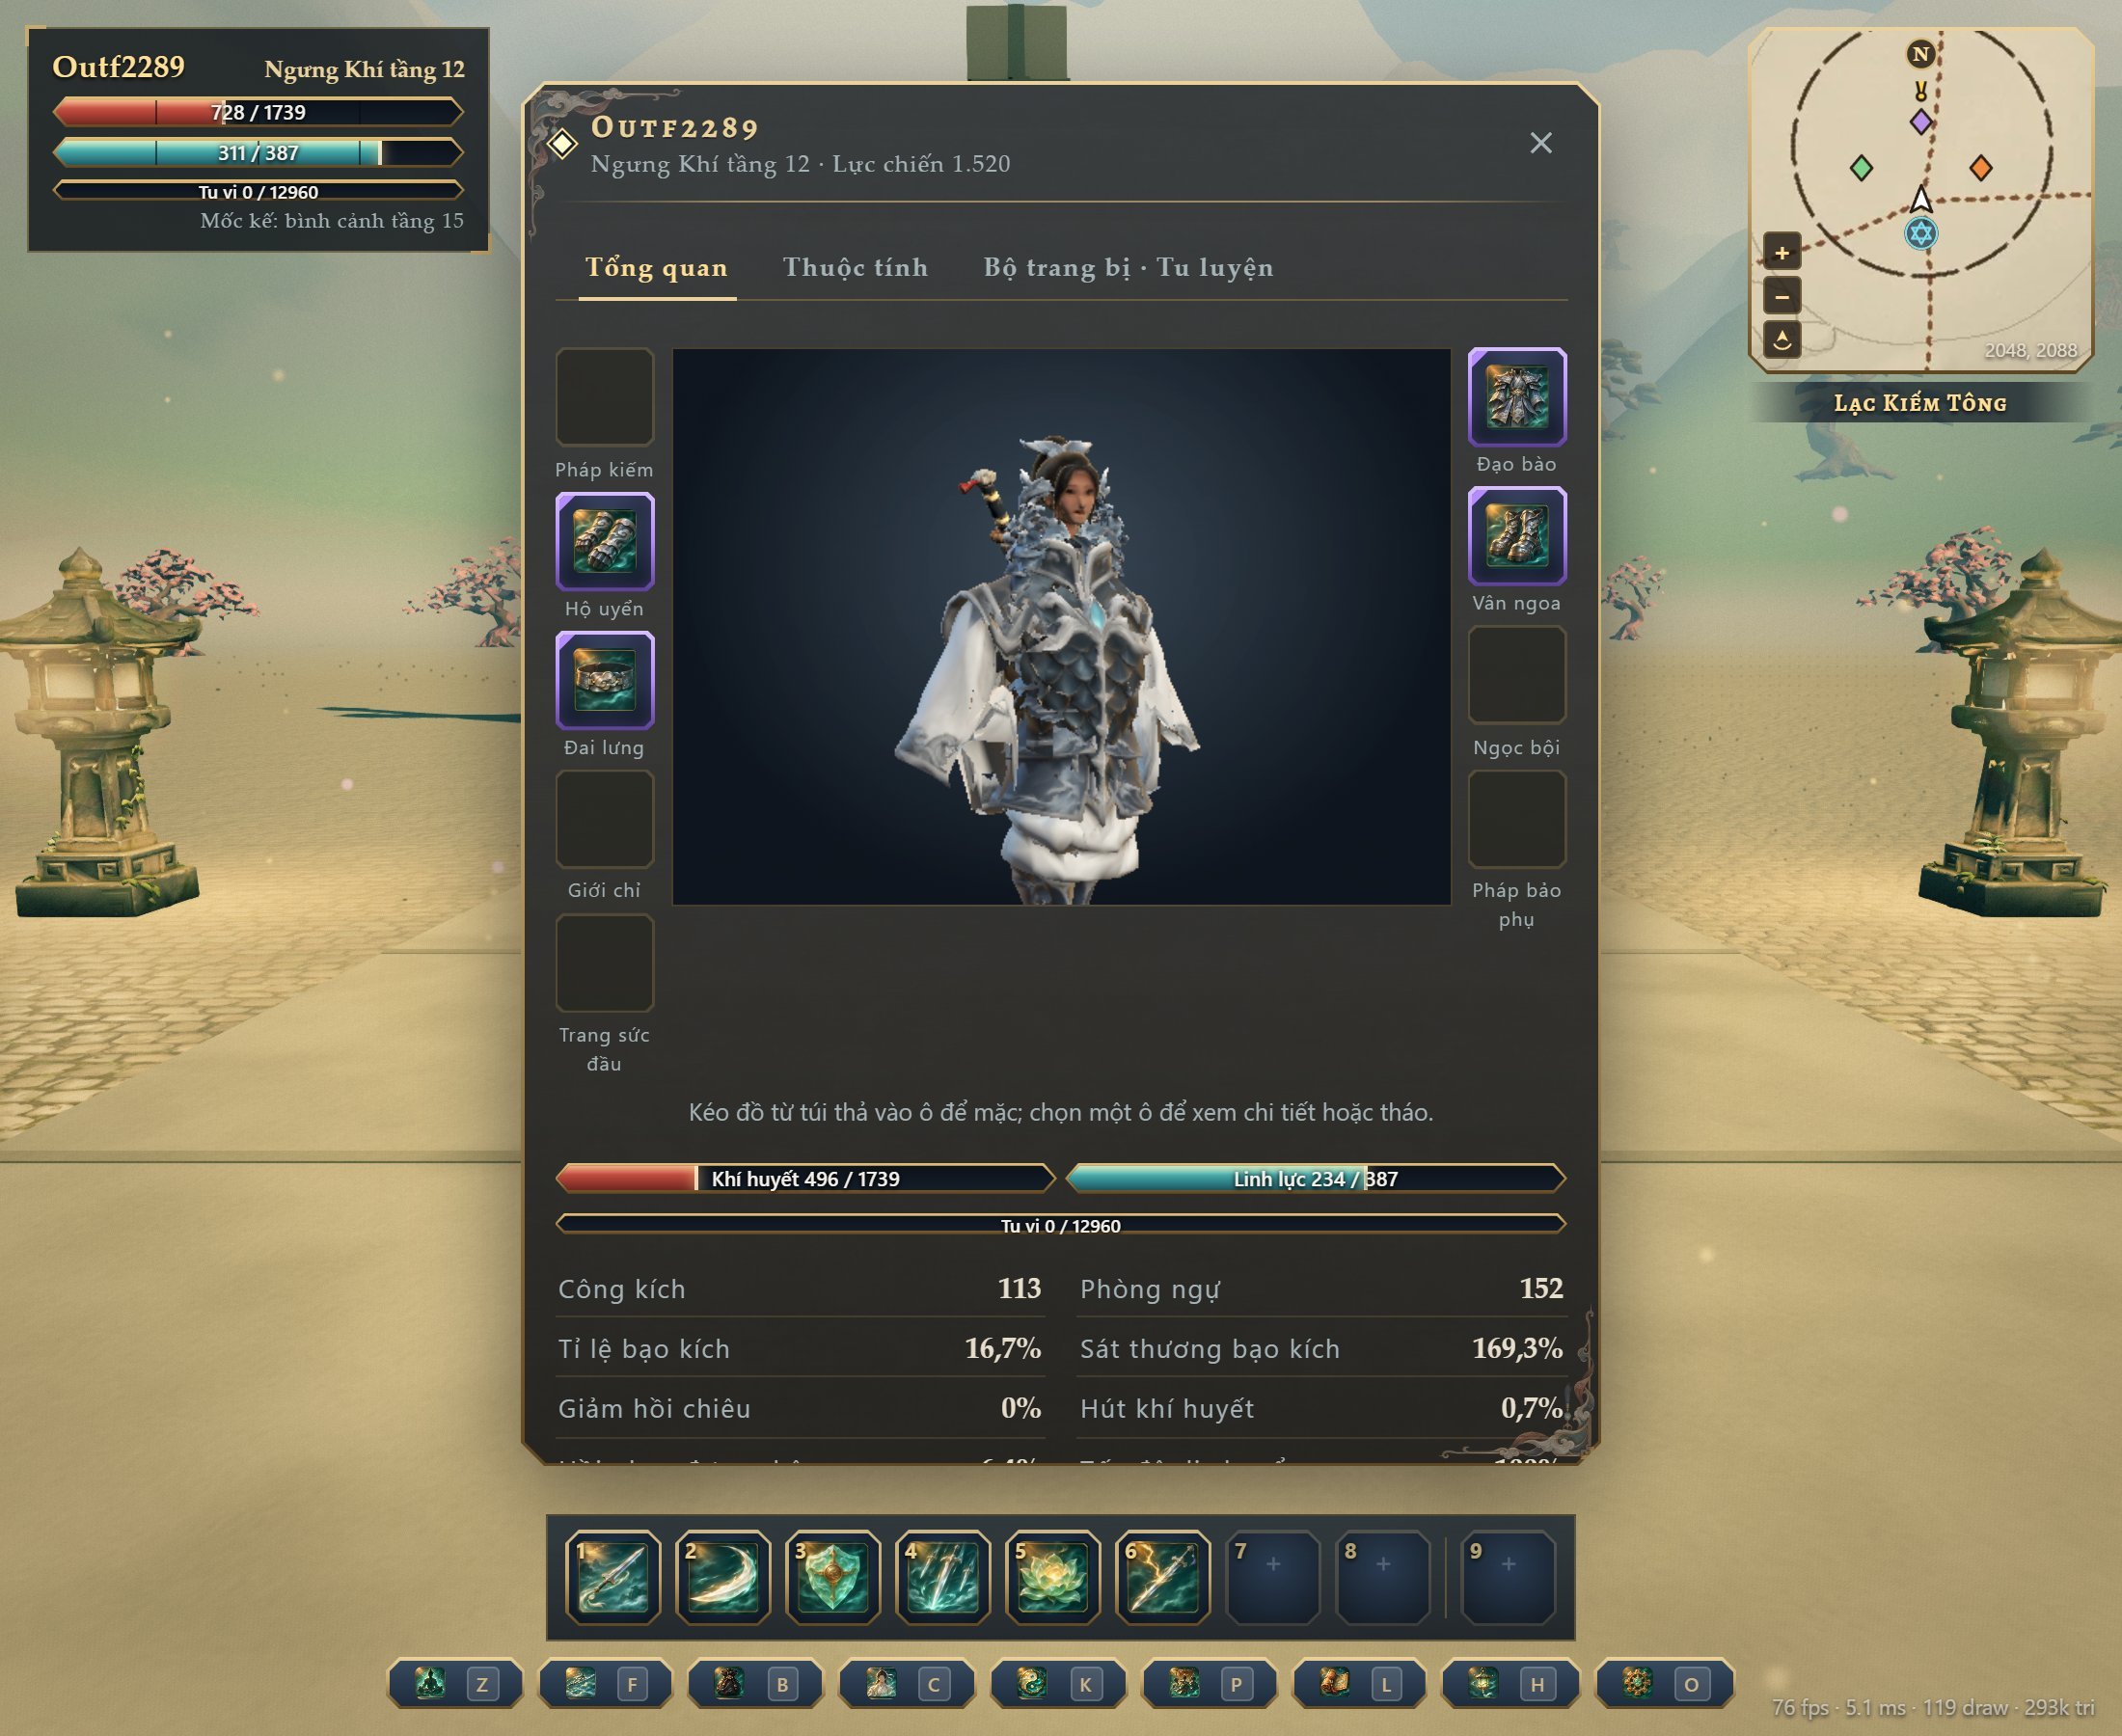 Outf2289
Ngưng Khí tầng 12
728 / 1739
311 / 387
Tu vi 0 / 12960
Mốc kế: bình cảnh tầng 15
Outf2289
Ngưng Khí tầng 12 · Lực chiến 1.520
Tổng quan
Thuộc tính
Bộ trang bị · Tu luyện
Pháp kiếm
Hộ uyển
Đai lưng
Giới chỉ
Trang sức
đầu
Đạo bào
Vân ngoa
Ngọc bội
Pháp bảo
phụ
Kéo đồ từ túi thả vào ô để mặc; chọn một ô để xem chi tiết hoặc tháo.
Khí huyết 496 / 1739
Linh lực 234 / 387
Tu vi 0 / 12960
Công kích 113
Phòng ngự 152
Tỉ lệ bạo kích 16,7%
Sát thương bạo kích 169,3%
Giảm hồi chiêu 0%
Hút khí huyết 0,7%
N
2048, 2088
Lạc Kiếm Tông
1 2 3 4 5 6 7 8 9
Z F B C K P L H O
76 fps · 5.1 ms · 119 draw · 293k tri